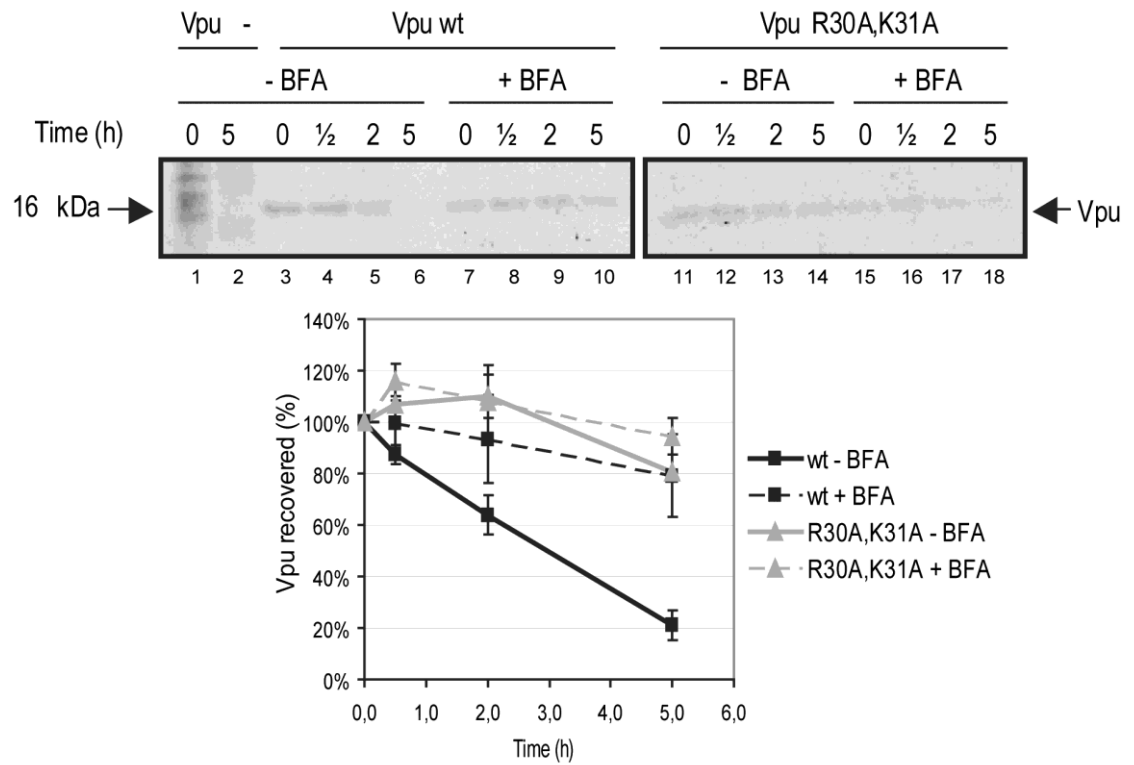 Vpu - Vpu wt Vpu R30A,K31A
- BFA + BFA - BFA + BFA
Time (h) 0 5 0 ½ 2 5 0 ½ 2 5 0 ½ 2 5 0 ½ 2 5
16 kDa Vpu
1 2 3 4 5 6 7 8 9 10 11 12 13 14 15 16 17 18
140%
120%
100%
80%
60%
40%
20%
0%
Vpu recovered (%)
0,0 1,0 2,0 3,0 4,0 5,0 6,0
Time (h)
wt - BFA
wt + BFA
R30A,K31A - BFA
R30A,K31A + BFA